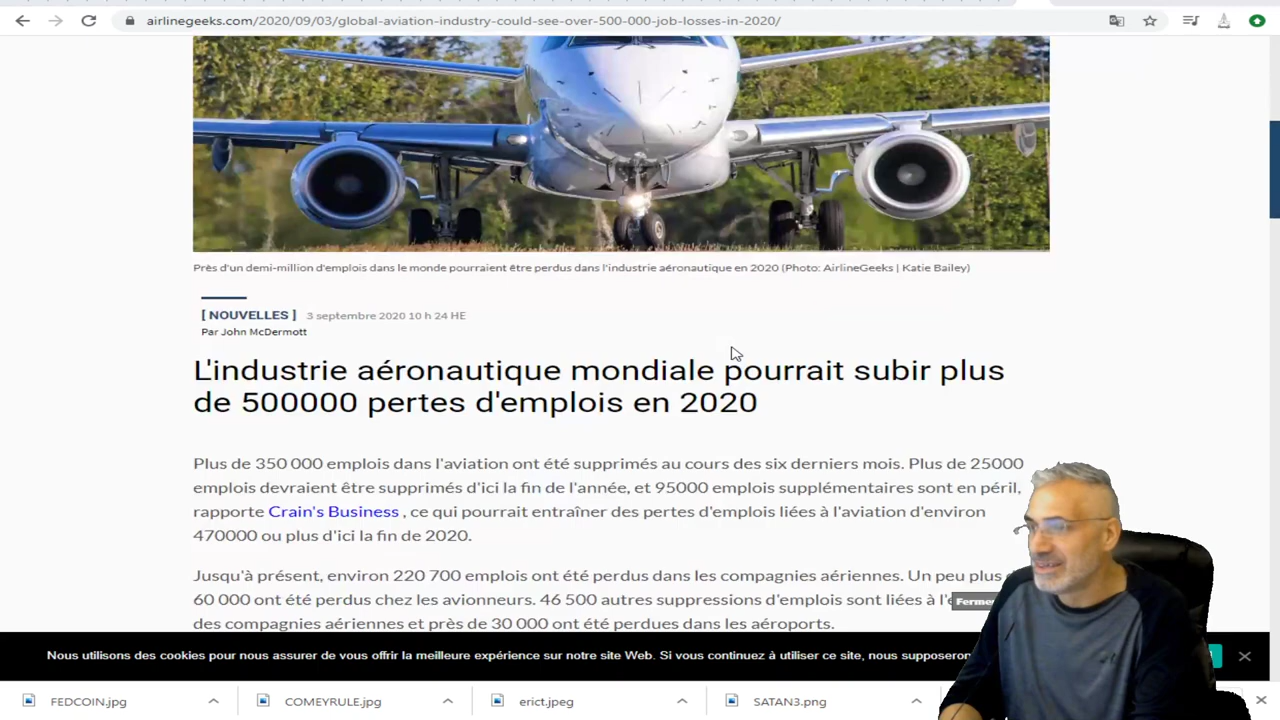 airlinegeeks.com/2020/09/03/global-aviation-industry-could-see-over-500-000-job-losses-in-2020/
Près d'un demi-million d'emplois dans le monde pourraient être perdus dans l'industrie aéronautique en 2020 (Photo: AirlineGeeks | Katie Bailey)
[ NOUVELLES ] 3 septembre 2020 10 h 24 HE
Par John McDermott
L'industrie aéronautique mondiale pourrait subir plus
de 500000 pertes d'emplois en 2020
Plus de 350 000 emplois dans l'aviation ont été supprimés au cours des six derniers mois. Plus de 25000
emplois devraient être supprimés d'ici la fin de l'année, et 95000 emplois supplémentaires sont en péril,
rapporte Crain's Business , ce qui pourrait entraîner des pertes d'emplois liées à l'aviation d'environ
470000 ou plus d'ici la fin de 2020.
Jusqu'à présent, environ 220 700 emplois ont été perdus dans les compagnies aériennes. Un peu plus
60 000 ont été perdus chez les avionneurs. 46 500 autres suppressions d'emplois sont liées à
des compagnies aériennes et près de 30 000 ont été perdues dans les aéroports.
Nous utilisons des cookies pour nous assurer de vous offrir la meilleure expérience sur notre site Web. Si vous continuez à utiliser ce site, nous
FEDCOIN.jpg COMEYRULE.jpg erict.jpeg SATAN3.png